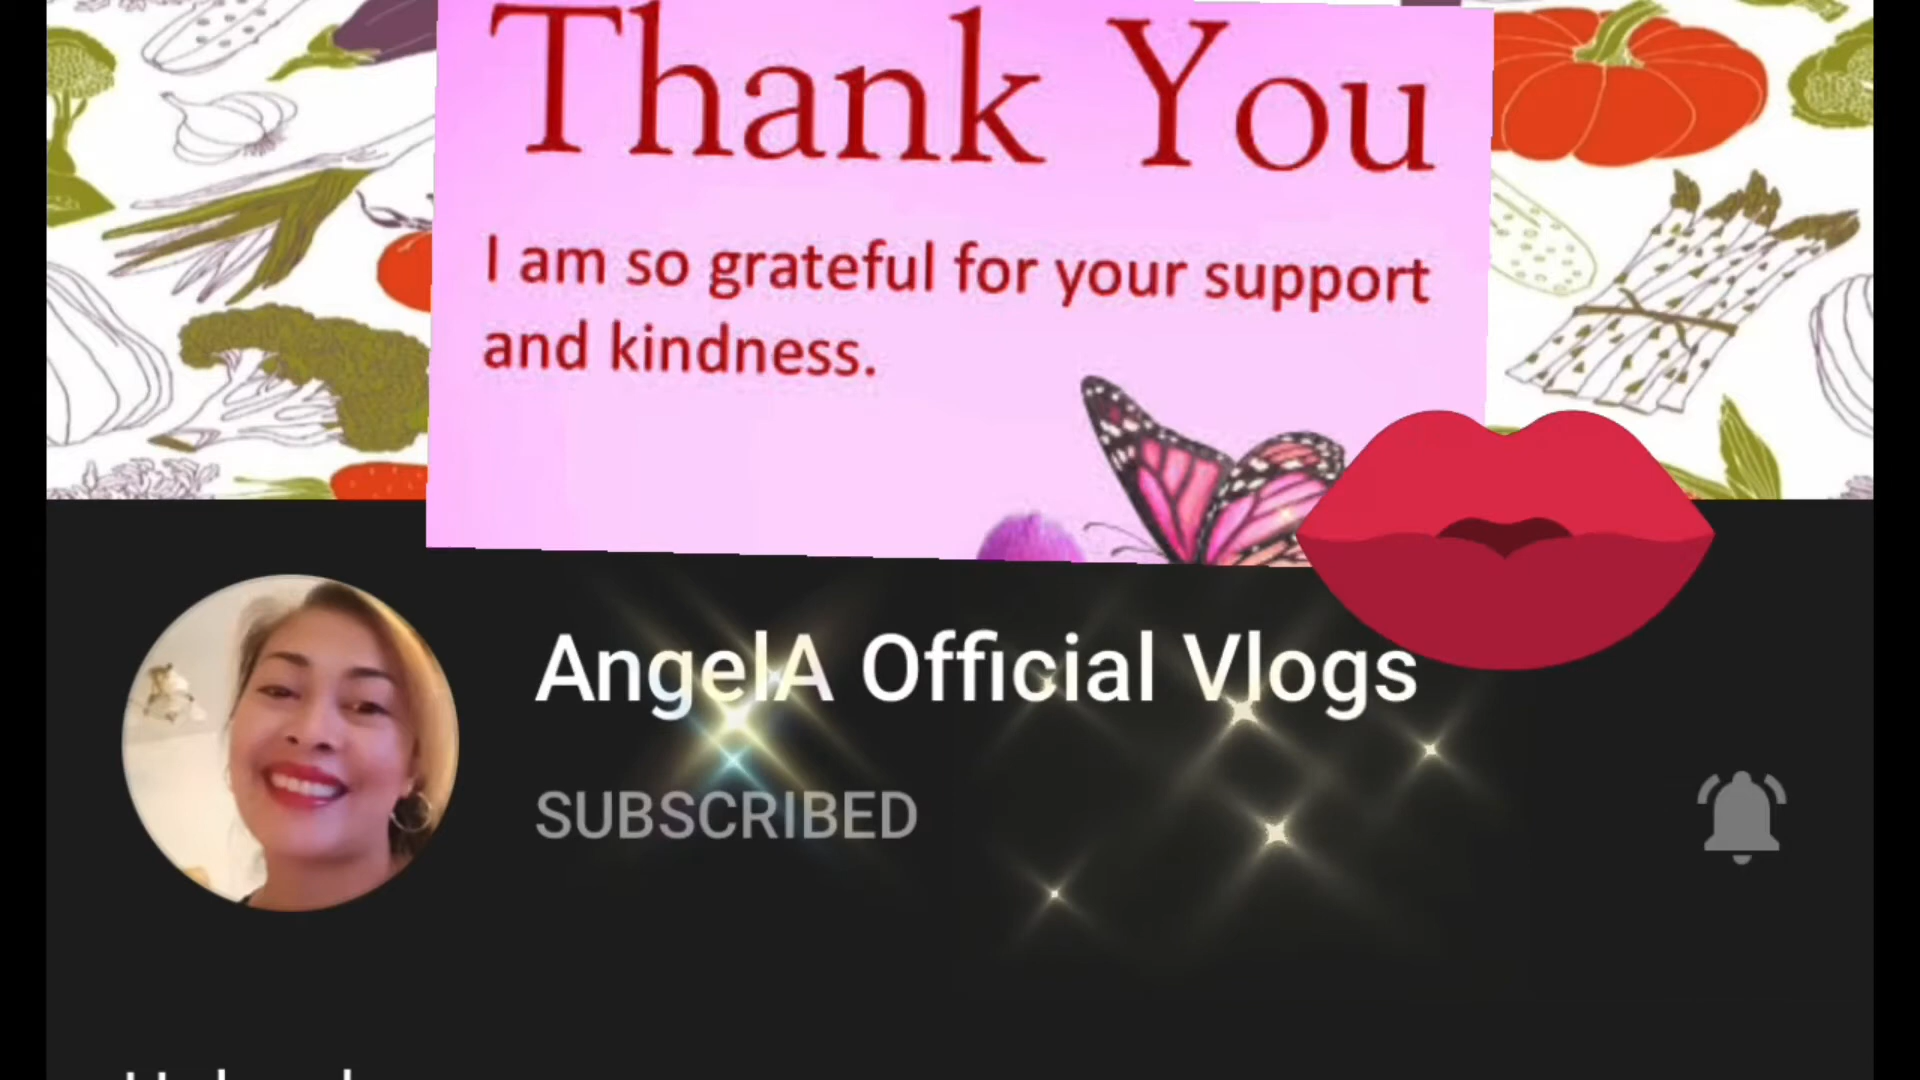 Thank You
I am so grateful for your support
and kindness.
AngelA Official Vlogs
SUBSCRIBED